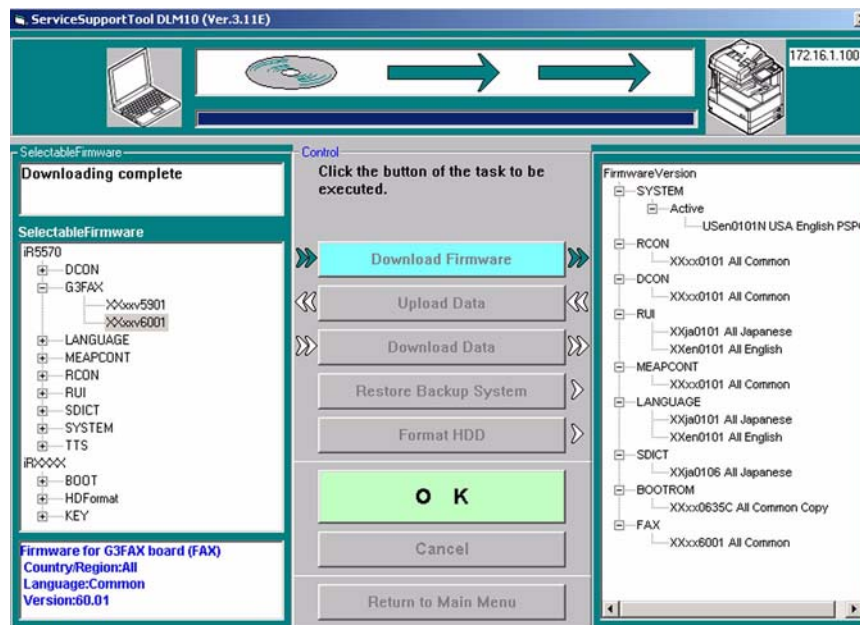 ServiceSupportTool DLM10 (Ver.3.11E)
172.16.1.100
SelectableFirmware
Downloading complete
SelectableFirmware
iR5570
DCON
G3FAX
XXxxv5901
XXxxv6001
LANGUAGE
MEAPCONT
RCON
RUI
SDICT
SYSTEM
TTS
iRXXXX
BOOT
HDFormat
KEY
Firmware for G3FAX board (FAX)
Country/Region:All
Language:Common
Version:60.01
Control
Click the button of the task to be
executed.
Download Firmware
Upload Data
Download Data
Restore Backup System
Format HDD
O K
Cancel
Return to Main Menu
FirmwareVersion
SYSTEM
Active
USen0101N USA English PSPC
RCON
XXxx0101 All Common
DCON
XXxx0101 All Common
RUI
XXja0101 All Japanese
XXen0101 All English
MEAPCONT
XXxx0101 All Common
LANGUAGE
XXja0101 All Japanese
XXen0101 All English
SDICT
XXja0106 All Japanese
BOOTROM
XXxx0635C All Common Copy
FAX
XXxx6001 All Common